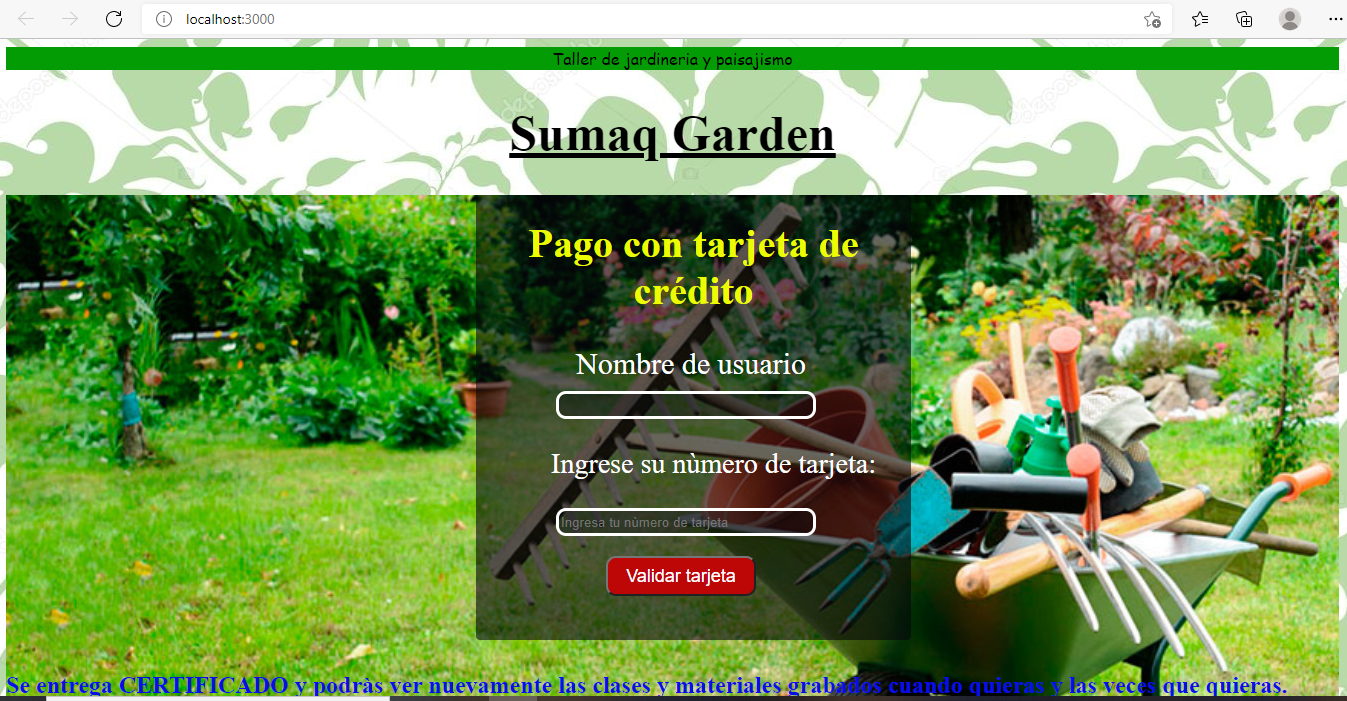 localhost:3000
Taller de jardineria y paisajismo
Sumaq Garden
Pago con tarjeta de
crédito
Nombre de usuario
Ingrese su nùmero de tarjeta:
Ingresa tu nùmero de tarjeta
Validar tarjeta
Se entrega CERTIFICADO y podràs ver nuevamente las clases y materiales grabados cuando quieras y las veces que quieras.